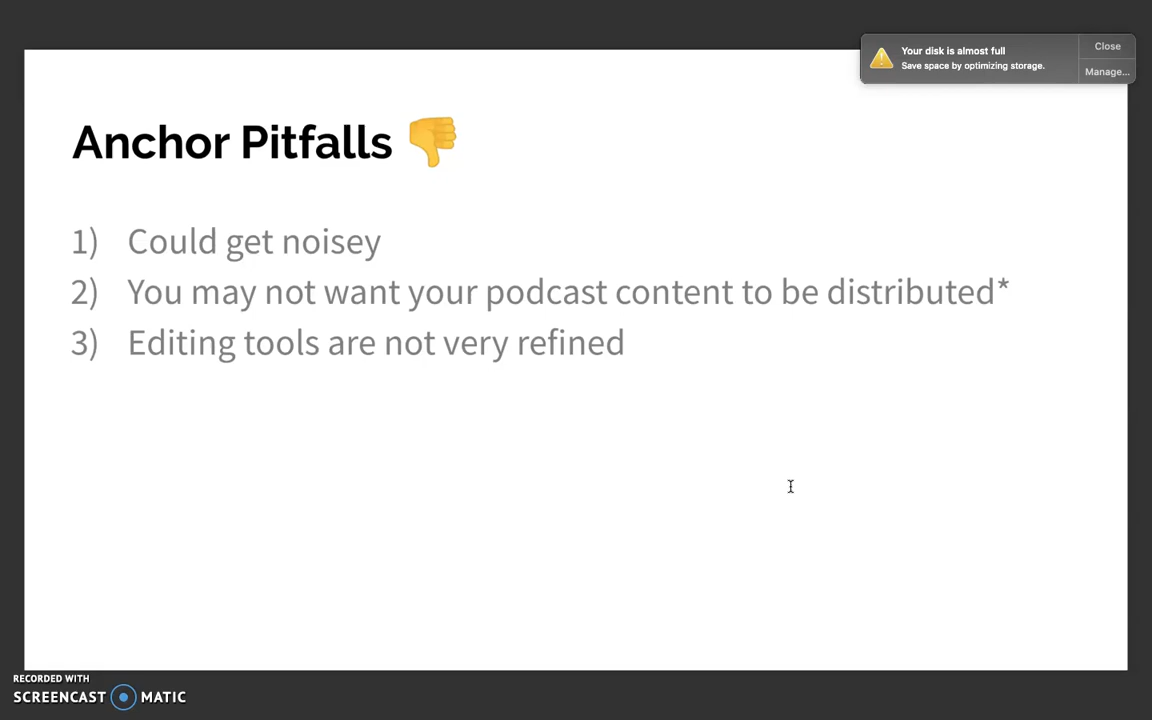 Your disk is almost full
Save space by optimizing storage.
Close
Manage...
Anchor Pitfalls 👎
1) Could get noisey
2) You may not want your podcast content to be distributed*
3) Editing tools are not very refined
RECORDED WITH
SCREENCAST MATIC